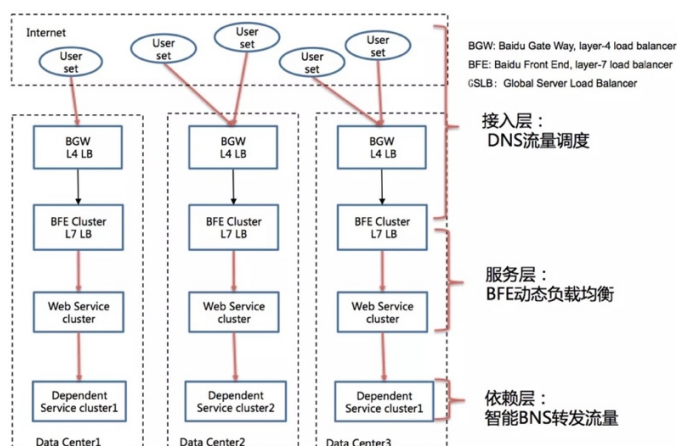 Internet
User
set
User
set
User
set
User
set
User
set
BGW: Baidu Gate Way, layer-4 load balancer
BFE: Baidu Front End, layer-7 load balancer
GSLB: Global Server Load Balancer
BGW
L4 LB
BGW
L4 LB
BGW
L4 LB
接入层：
DNS流量调度
BFE Cluster
L7 LB
BFE Cluster
L7 LB
BFE Cluster
L7 LB
服务层：
BFE动态负载均衡
Web Service
cluster
Web Service
cluster
Web Service
cluster
Dependent
Service cluster1
Dependent
Service cluster2
Dependent
Service cluster1
依赖层：
智能BNS转发流量
Data Center1
Data Center2
Data Center3